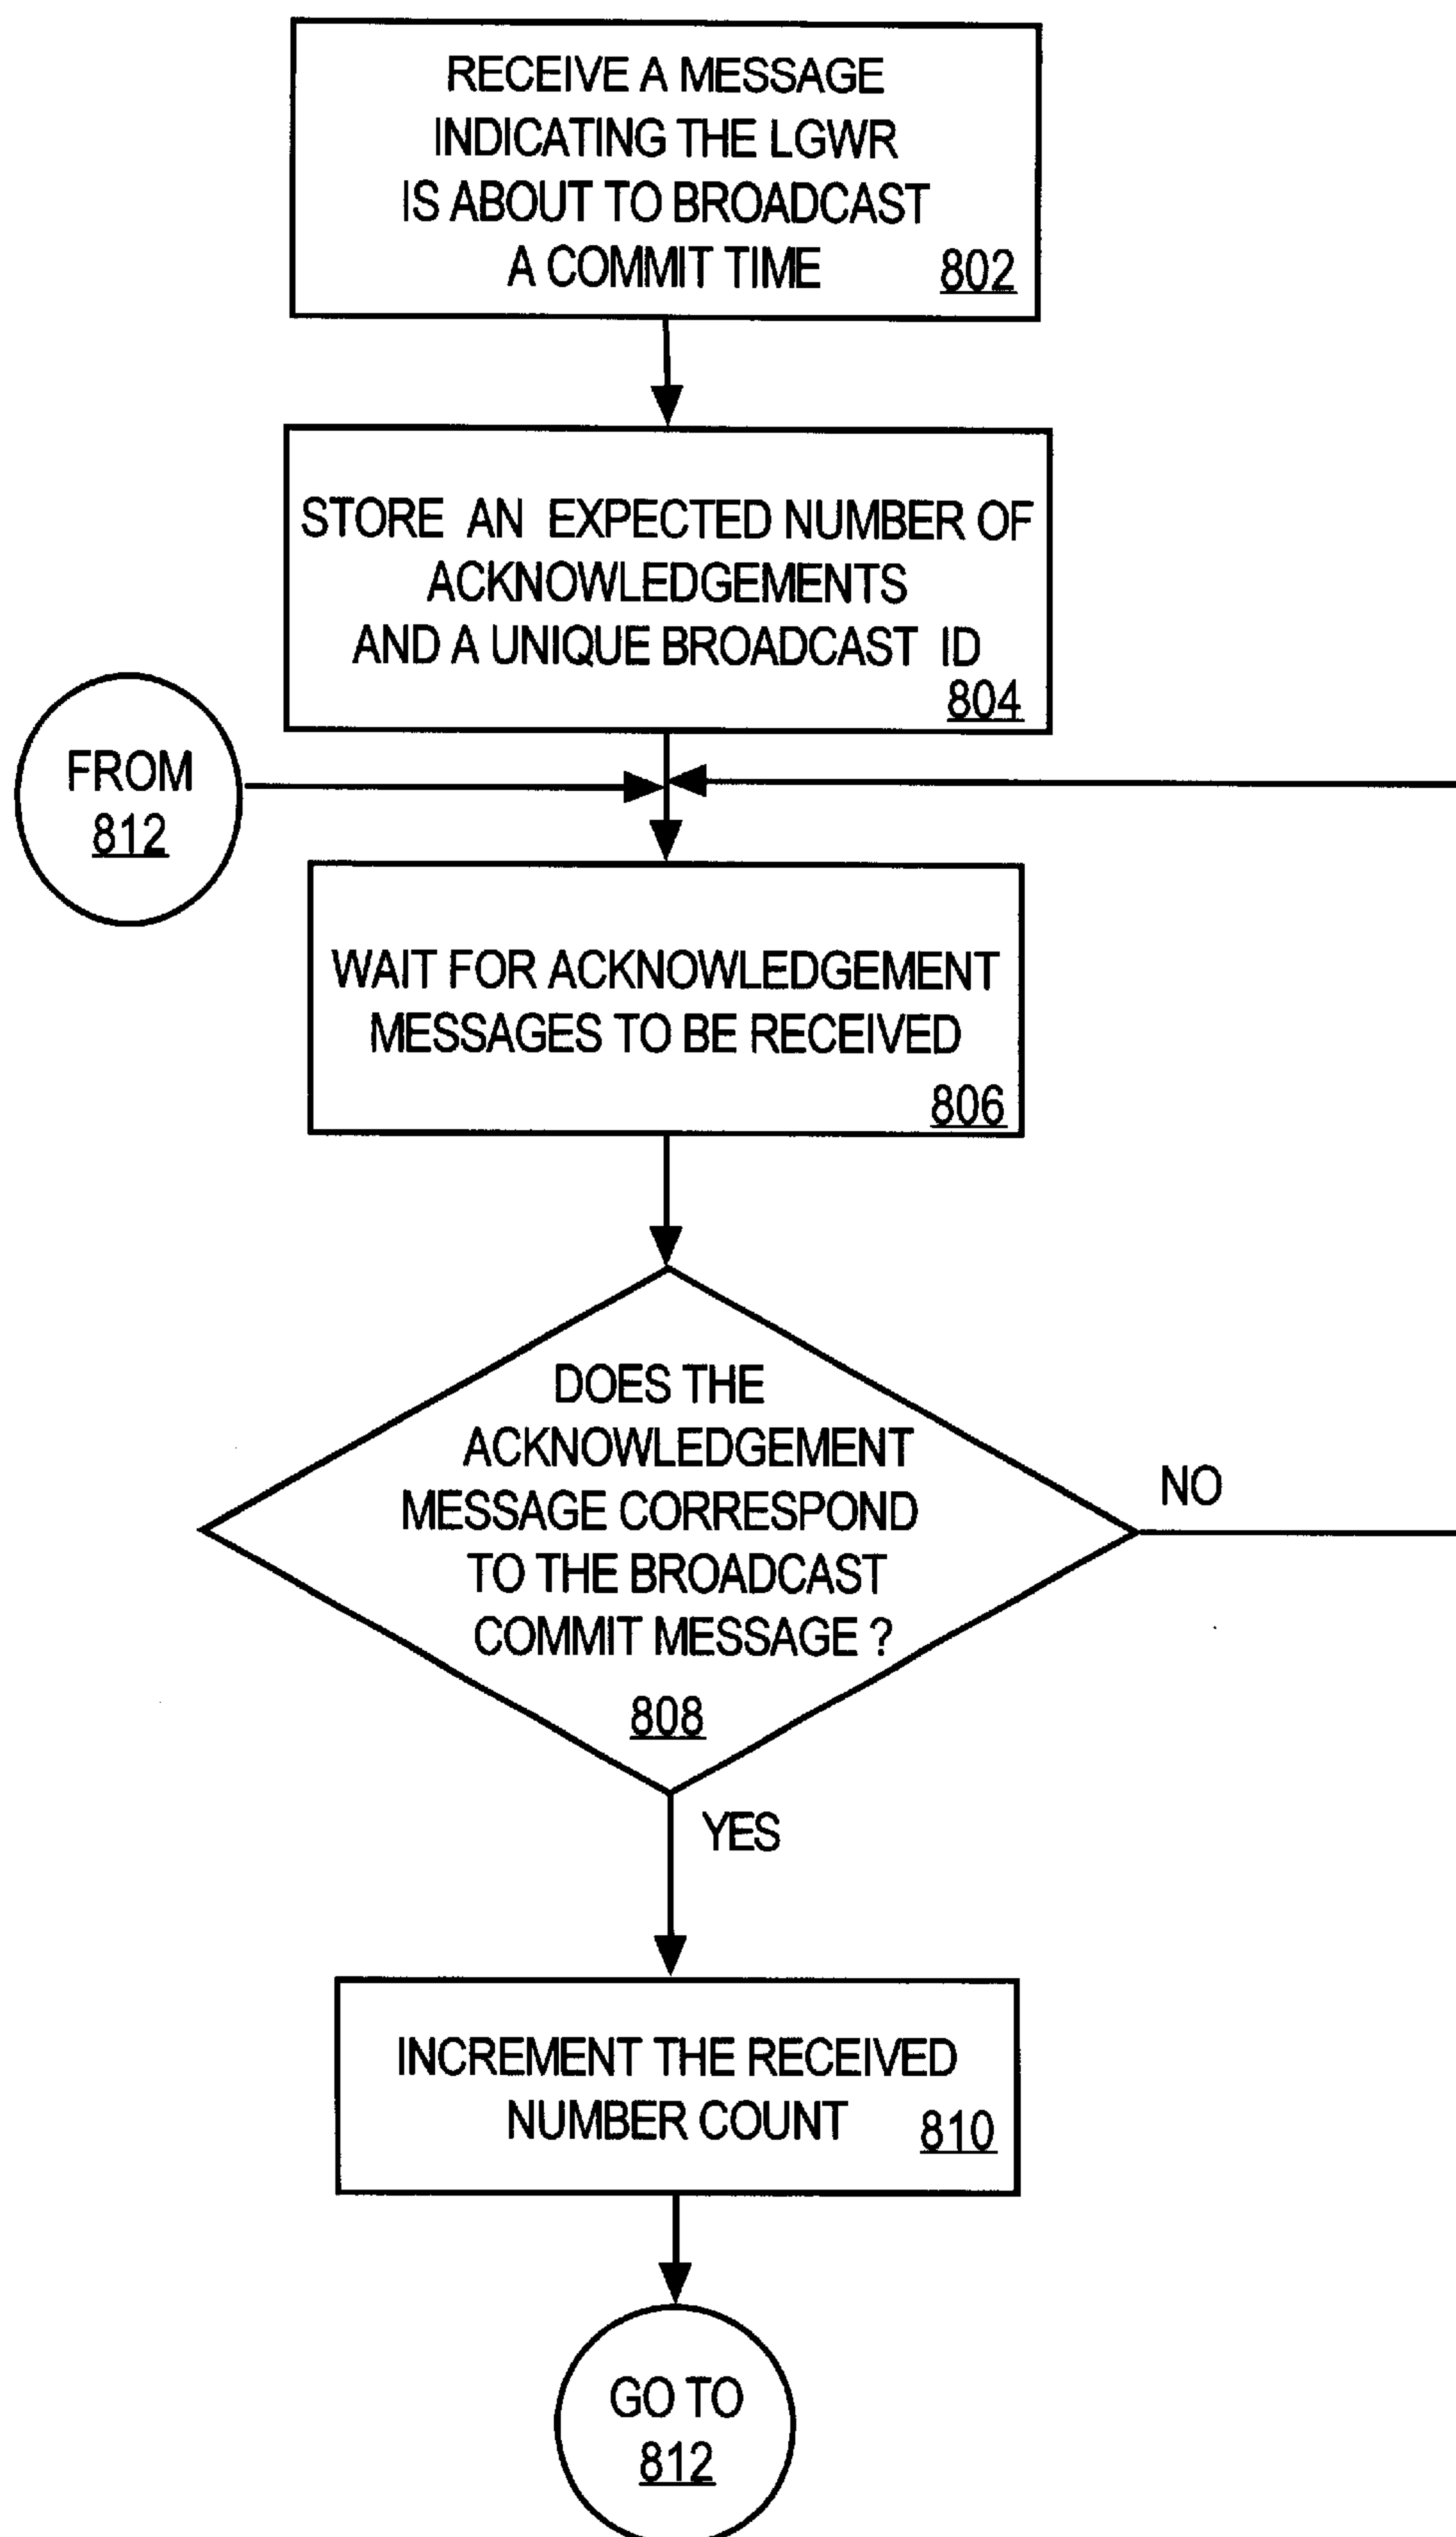 RECEIVE A MESSAGE
INDICATING THE LGWR
IS ABOUT TO BROADCAST
A COMMIT TIME 802
STORE AN EXPECTED NUMBER OF
ACKNOWLEDGEMENTS
AND A UNIQUE BROADCAST ID
804
FROM
812
WAIT FOR ACKNOWLEDGEMENT
MESSAGES TO BE RECEIVED
806
DOES THE
ACKNOWLEDGEMENT
MESSAGE CORRESPOND
TO THE BROADCAST
COMMIT MESSAGE ?
808
NO
YES
INCREMENT THE RECEIVED
NUMBER COUNT 810
GO TO
812